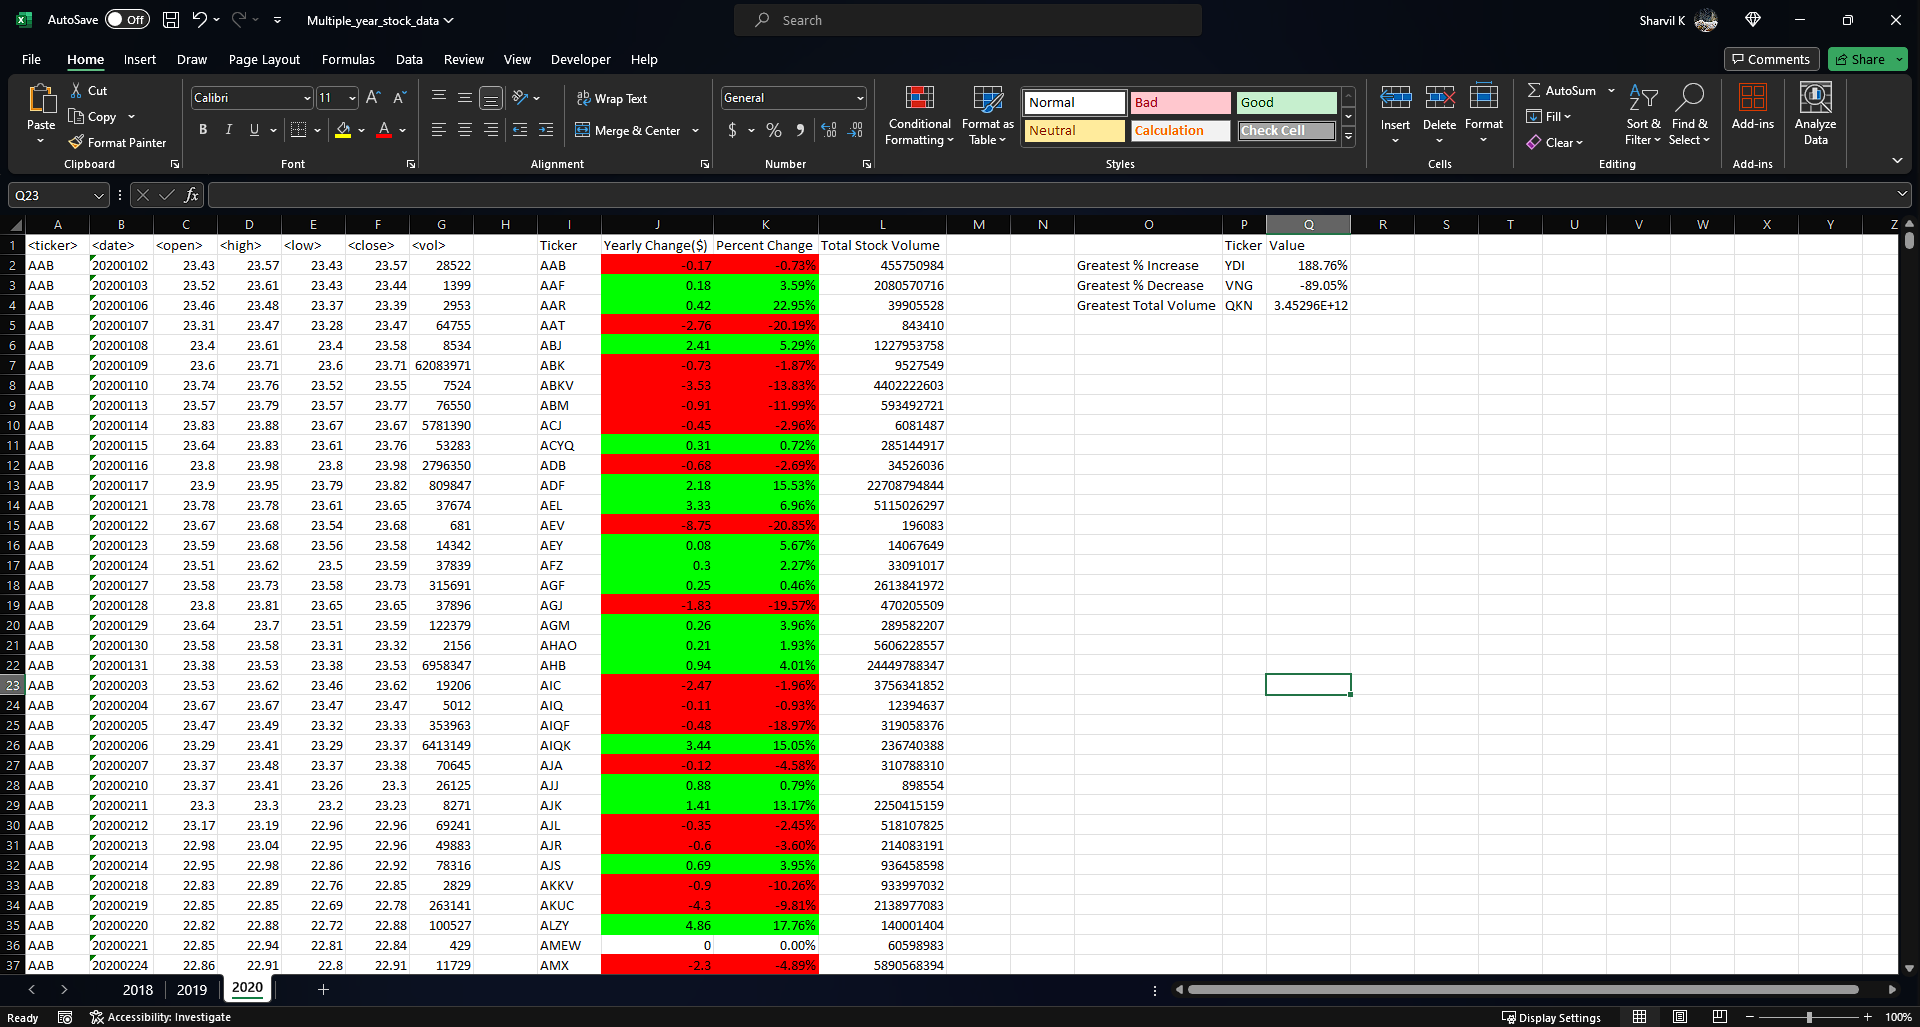 AutoSave Off Multiple_year_stock_data Search Sharvil K
File Home Insert Draw Page Layout Formulas Data Review View Developer Help Comments Share
Paste Cut Copy Format Painter Clipboard
Calibri 11 B I U A Font
Wrap Text Merge & Center Alignment
General $ % Number
Conditional Formatting Format as Table Normal Bad Good Neutral Calculation Check Cell Styles
Insert Delete Format Cells
AutoSum Fill Clear Sort & Filter Find & Select Editing
Add-ins Add-ins Analyze Data
Q23 fx
A B C D E F G H I J K L M N O P Q R S T U V W X Y Z
1 <ticker> <date> <open> <high> <low> <close> <vol> Ticker Yearly Change($) Percent Change Total Stock Volume Ticker Value
2 AAB 20200102 23.43 23.57 23.43 23.57 28522 AAB -0.17 -0.73% 455750984 Greatest % Increase YDI 188.76%
3 AAB 20200103 23.52 23.61 23.43 23.44 1399 AAF 0.18 3.59% 2080570716 Greatest % Decrease VNG -89.05%
4 AAB 20200106 23.46 23.48 23.37 23.39 2953 AAR 0.42 22.95% 39905528 Greatest Total Volume QKN 3.45296E+12
5 AAB 20200107 23.31 23.47 23.28 23.47 64755 AAT -2.76 -20.19% 843410
6 AAB 20200108 23.4 23.61 23.4 23.58 8534 ABJ 2.41 5.29% 1227953758
7 AAB 20200109 23.6 23.71 23.6 23.71 62083971 ABK -0.73 -1.87% 9527549
8 AAB 20200110 23.74 23.76 23.52 23.55 7524 ABKV -3.53 -13.83% 4402222603
9 AAB 20200113 23.57 23.79 23.57 23.77 76550 ABM -0.91 -11.99% 593492721
10 AAB 20200114 23.83 23.88 23.67 23.67 5781390 ACJ -0.45 -2.96% 6081487
11 AAB 20200115 23.64 23.83 23.61 23.76 53283 ACYQ 0.31 0.72% 285144917
12 AAB 20200116 23.8 23.98 23.8 23.98 2796350 ADB -0.68 -2.69% 34526036
13 AAB 20200117 23.9 23.95 23.79 23.82 809847 ADF 2.18 15.53% 22708794844
14 AAB 20200121 23.78 23.78 23.61 23.65 37674 AEL 3.33 6.96% 5115026297
15 AAB 20200122 23.67 23.68 23.54 23.68 681 AEV -8.75 -20.85% 196083
16 AAB 20200123 23.59 23.68 23.56 23.58 14342 AEY 0.08 5.67% 14067649
17 AAB 20200124 23.51 23.62 23.5 23.59 37839 AFZ 0.3 2.27% 33091017
18 AAB 20200127 23.58 23.73 23.58 23.73 315691 AGF 0.25 0.46% 2613841972
19 AAB 20200128 23.8 23.81 23.65 23.65 37896 AGJ -1.83 -19.57% 470205509
20 AAB 20200129 23.64 23.7 23.51 23.59 122379 AGM 0.26 3.96% 289582207
21 AAB 20200130 23.58 23.58 23.31 23.32 2156 AHAO 0.21 1.93% 5606228557
22 AAB 20200131 23.38 23.53 23.38 23.53 6958347 AHB 0.94 4.01% 24449788347
23 AAB 20200203 23.53 23.62 23.46 23.62 19206 AIC -2.47 -1.96% 3756341852
24 AAB 20200204 23.67 23.67 23.47 23.47 5012 AIQ -0.11 -0.93% 12394637
25 AAB 20200205 23.47 23.49 23.32 23.33 353963 AIQF -0.48 -18.97% 319058376
26 AAB 20200206 23.29 23.41 23.29 23.37 6413149 AIQK 3.44 15.05% 236740388
27 AAB 20200207 23.37 23.48 23.37 23.38 70645 AJA -0.12 -4.58% 310788310
28 AAB 20200210 23.37 23.41 23.26 23.3 26125 AJJ 0.88 0.79% 898554
29 AAB 20200211 23.3 23.3 23.2 23.23 8271 AJK 1.41 13.17% 2250415159
30 AAB 20200212 23.17 23.19 22.96 22.96 69241 AJL -0.35 -2.45% 518107825
31 AAB 20200213 22.98 23.04 22.95 22.96 49883 AJR -0.6 -3.60% 214083191
32 AAB 20200214 22.95 22.98 22.86 22.92 78316 AJS 0.69 3.95% 936458598
33 AAB 20200218 22.83 22.89 22.76 22.85 2829 AKKV -0.9 -10.26% 933997032
34 AAB 20200219 22.85 22.85 22.69 22.78 263141 AKUC -4.3 -9.81% 2138977083
35 AAB 20200220 22.82 22.88 22.72 22.88 100527 ALZY 4.86 17.76% 140001404
36 AAB 20200221 22.85 22.94 22.81 22.84 429 AMEW 0 0.00% 60598983
37 AAB 20200224 22.86 22.91 22.8 22.91 11729 AMX -2.3 -4.89% 5890568394
2018 2019 2020
Ready Accessibility: Investigate Display Settings 100%